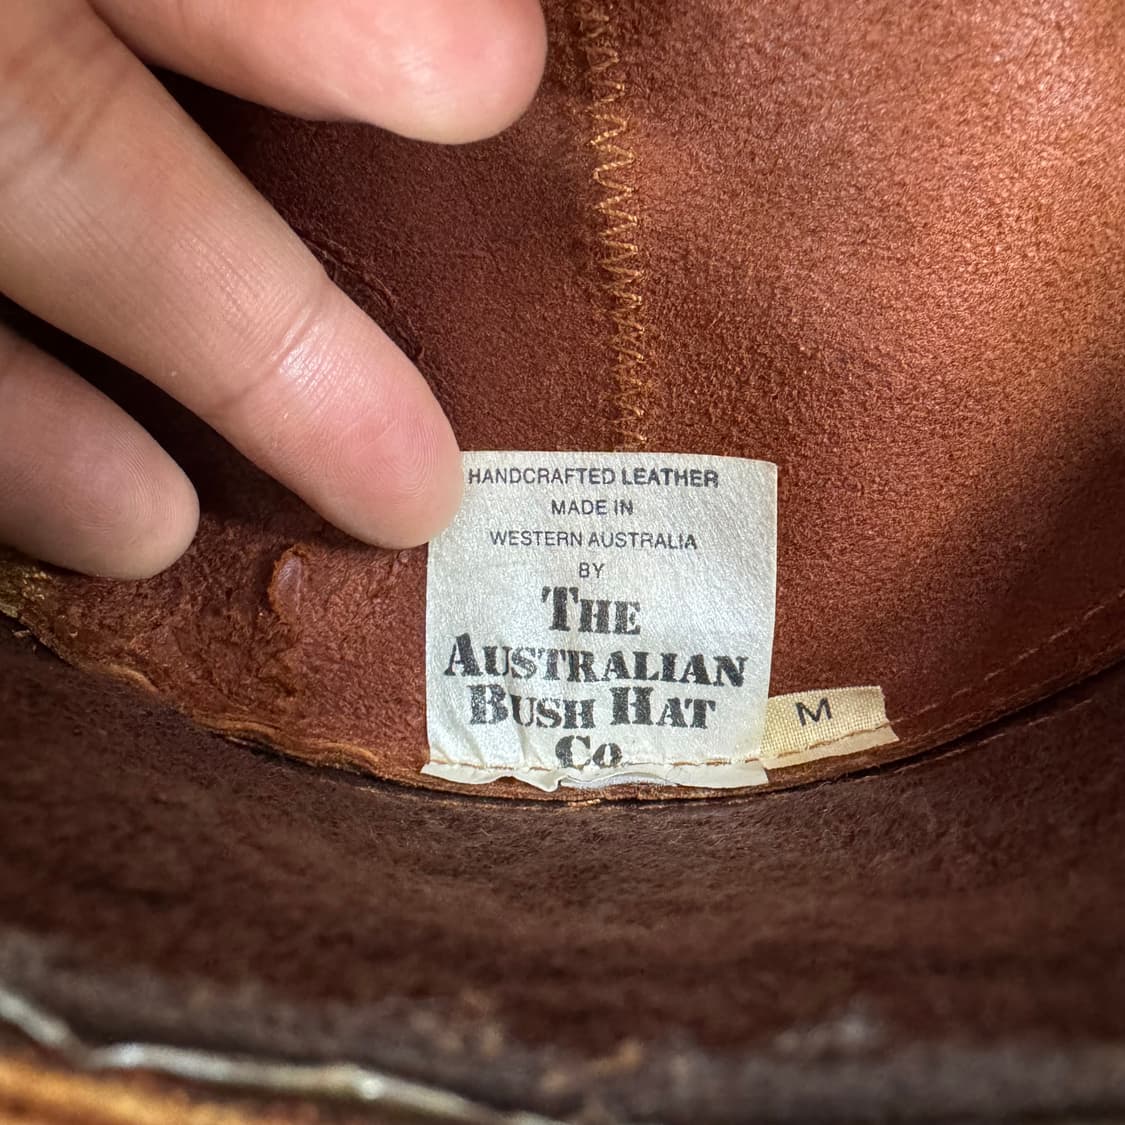 HANDCRAFTED LEATHER
MADE IN
WESTERN AUSTRALIA
BY
THE
AUSTRALIAN
BUSH HAT
CO
M